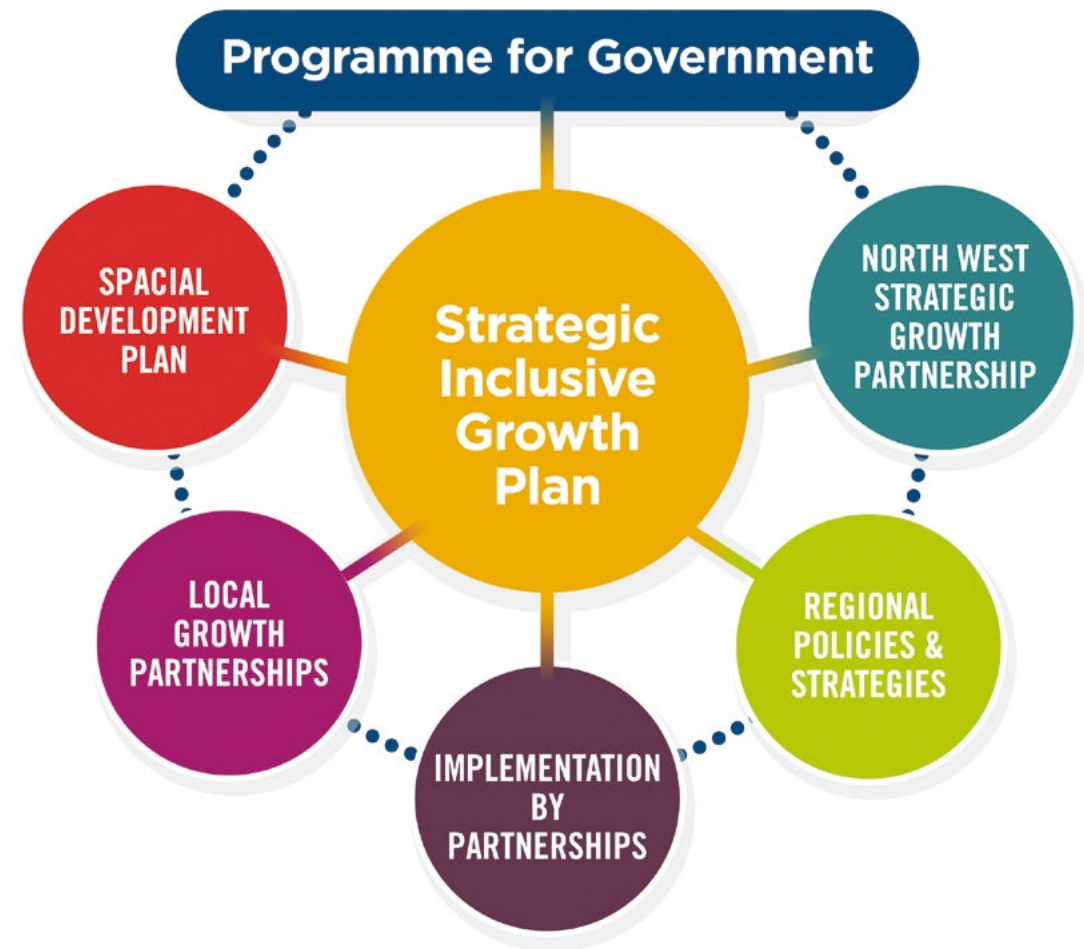 Programme for Government
SPACIAL
DEVELOPMENT
PLAN
Strategic
Inclusive
Growth
Plan
NORTH WEST
STRATEGIC
GROWTH
PARTNERSHIP
LOCAL
GROWTH
PARTNERSHIPS
REGIONAL
POLICIES &
STRATEGIES
IMPLEMENTATION
BY
PARTNERSHIPS